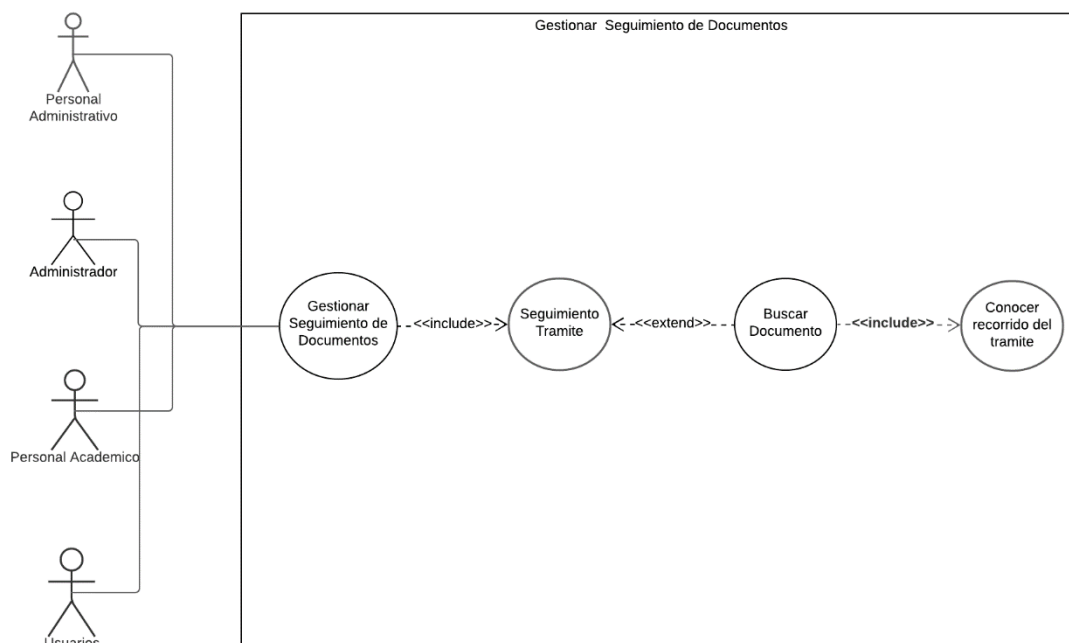 Gestionar Seguimiento de Documentos
Personal
Administrativo
Administrador
Personal Academico
Usuarios
Gestionar
Seguimiento de
Documentos
<<include>>
Seguimiento
Tramite
<<extend>>
Buscar
Documento
<<include>>
Conocer
recorrido del
tramite